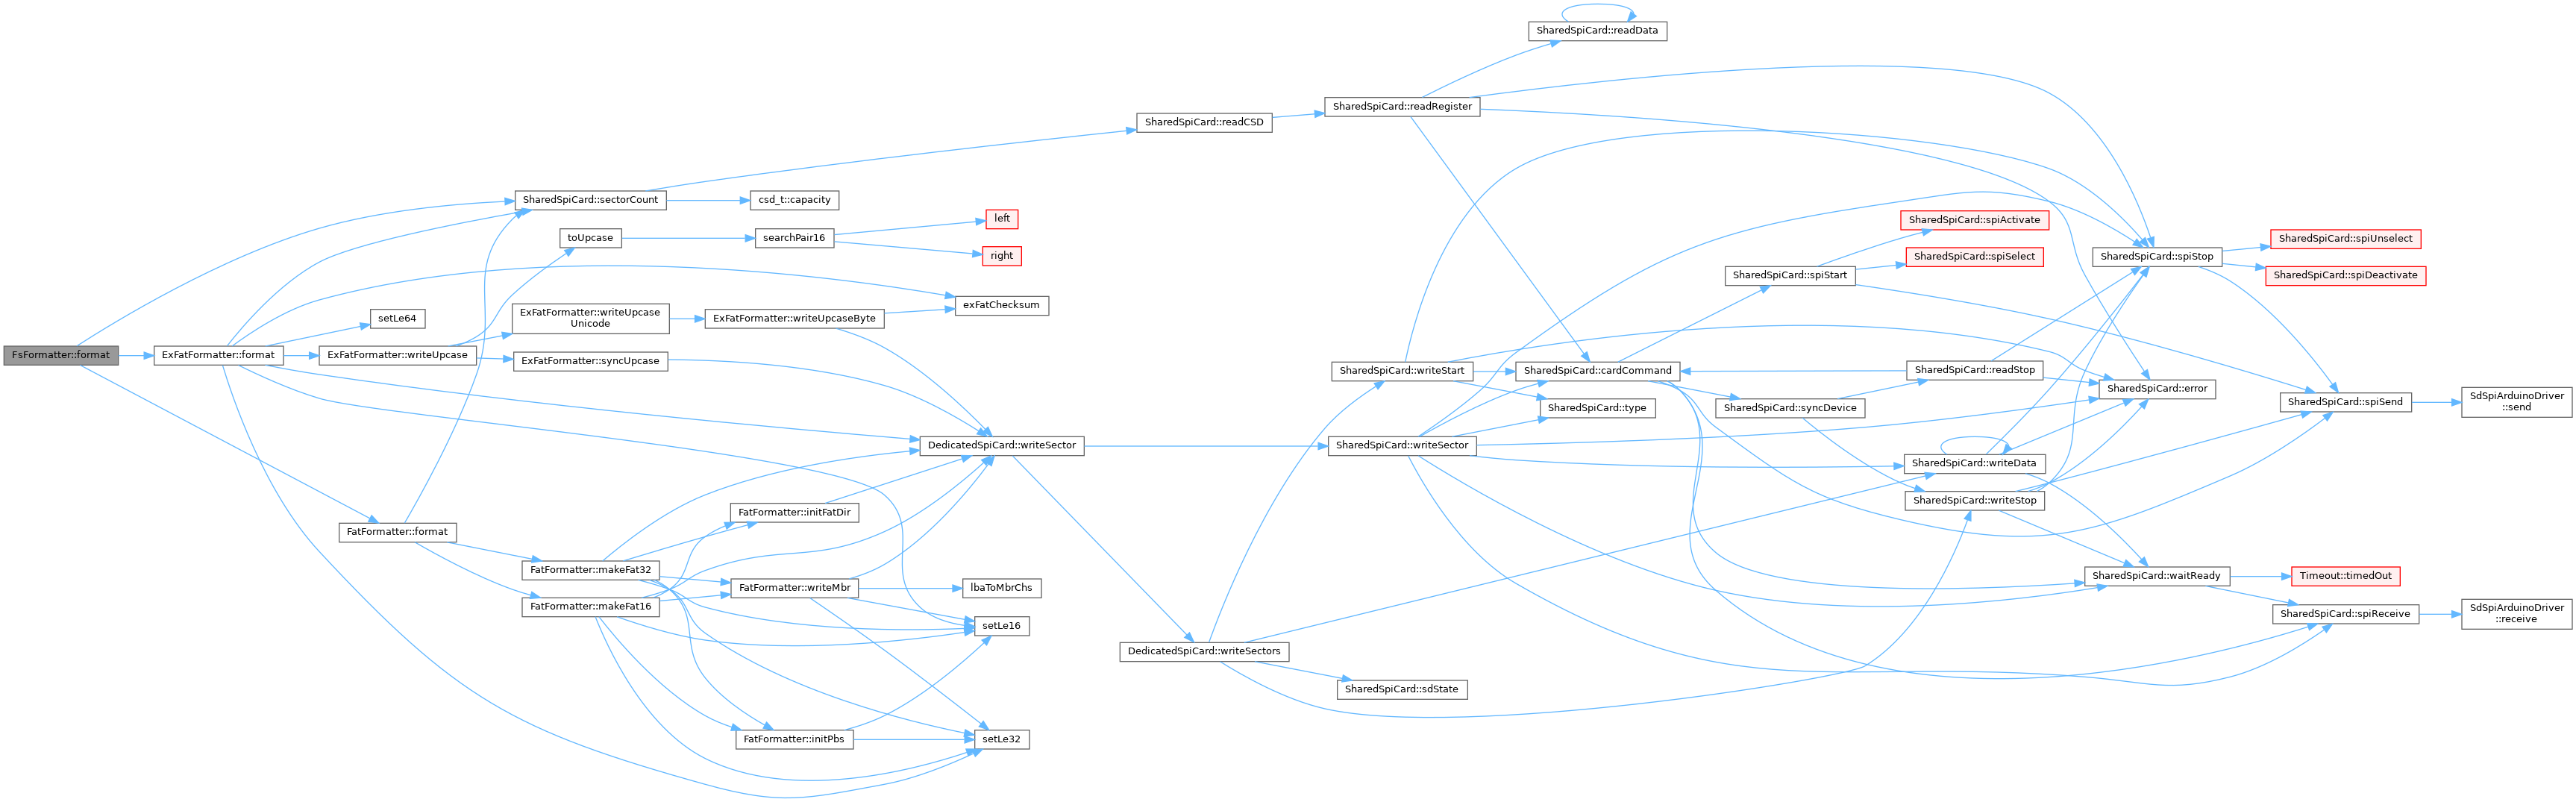 FsFormatter::format
ExFatFormatter::format
FatFormatter::format
setLe64
ExFatFormatter::writeUpcase
SharedSpiCard::sectorCount
toUpcase
ExFatFormatter::writeUpcase
Unicode
ExFatFormatter::syncUpcase
FatFormatter::makeFat32
FatFormatter::makeFat16
csd_t::capacity
searchPair16
ExFatFormatter::writeUpcaseByte
FatFormatter::initFatDir
FatFormatter::writeMbr
FatFormatter::initPbs
left
right
exFatChecksum
DedicatedSpiCard::writeSector
lbaToMbrChs
setLe16
setLe32
SharedSpiCard::readCSD
DedicatedSpiCard::writeSectors
SharedSpiCard::readRegister
SharedSpiCard::writeStart
SharedSpiCard::writeSector
SharedSpiCard::sdState
SharedSpiCard::readData
SharedSpiCard::cardCommand
SharedSpiCard::type
SharedSpiCard::spiStart
SharedSpiCard::syncDevice
SharedSpiCard::spiActivate
SharedSpiCard::spiSelect
SharedSpiCard::readStop
SharedSpiCard::writeData
SharedSpiCard::writeStop
SharedSpiCard::spiStop
SharedSpiCard::error
SharedSpiCard::waitReady
SharedSpiCard::spiUnselect
SharedSpiCard::spiDeactivate
SharedSpiCard::spiSend
Timeout::timedOut
SharedSpiCard::spiReceive
SdSpiArduinoDriver
::send
SdSpiArduinoDriver
::receive